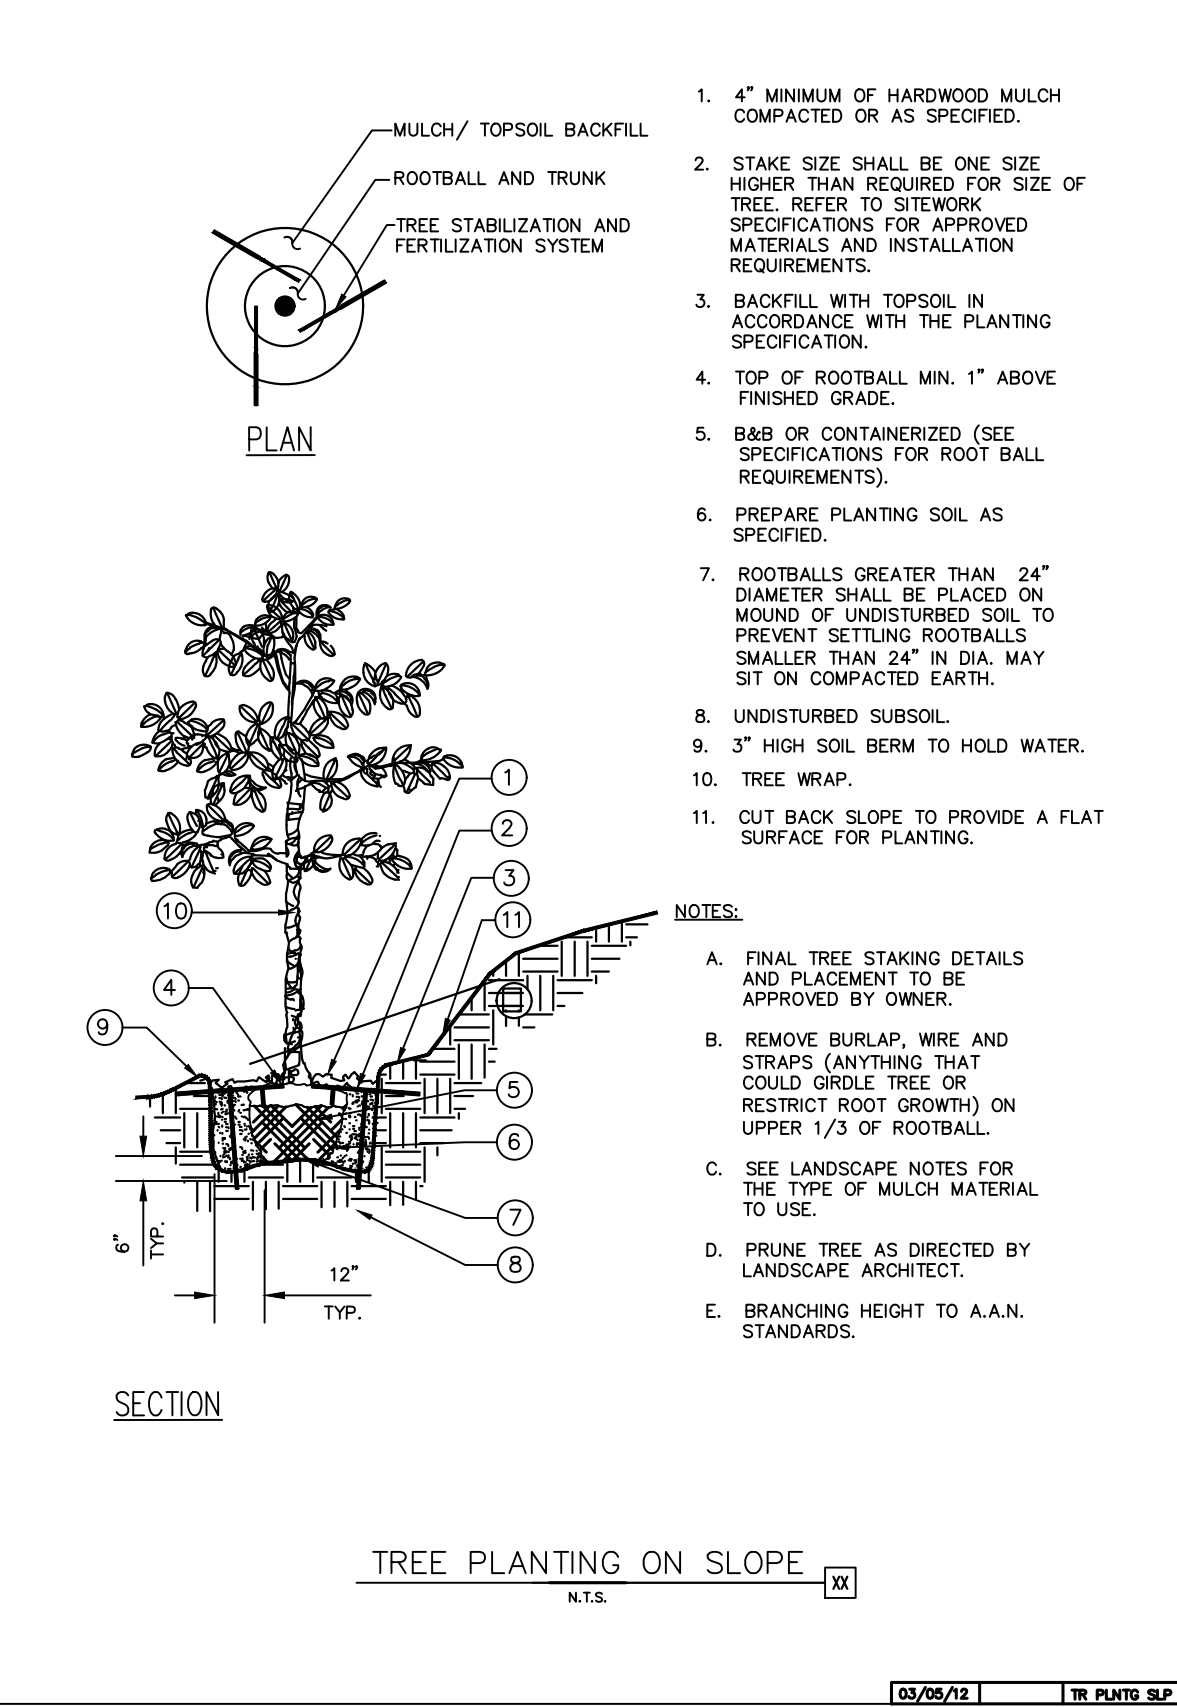 MULCH/ TOPSOIL BACKFILL
ROOTBALL AND TRUNK
TREE STABILIZATION AND
FERTILIZATION SYSTEM
PLAN
1. 4" MINIMUM OF HARDWOOD MULCH
COMPACTED OR AS SPECIFIED.
2. STAKE SIZE SHALL BE ONE SIZE
HIGHER THAN REQUIRED FOR SIZE OF
TREE. REFER TO SITEWORK
SPECIFICATIONS FOR APPROVED
MATERIALS AND INSTALLATION
REQUIREMENTS.
3. BACKFILL WITH TOPSOIL IN
ACCORDANCE WITH THE PLANTING
SPECIFICATION.
4. TOP OF ROOTBALL MIN. 1" ABOVE
FINISHED GRADE.
5. B&B OR CONTAINERIZED (SEE
SPECIFICATIONS FOR ROOT BALL
REQUIREMENTS).
6. PREPARE PLANTING SOIL AS
SPECIFIED.
7. ROOTBALLS GREATER THAN 24"
DIAMETER SHALL BE PLACED ON
MOUND OF UNDISTURBED SOIL TO
PREVENT SETTLING ROOTBALLS
SMALLER THAN 24" IN DIA. MAY
SIT ON COMPACTED EARTH.
8. UNDISTURBED SUBSOIL.
9. 3" HIGH SOIL BERM TO HOLD WATER.
10. TREE WRAP.
11. CUT BACK SLOPE TO PROVIDE A FLAT
SURFACE FOR PLANTING.
1
2
3
11
10
4
9
5
6
7
8
6"
TYP.
12"
TYP.
SECTION
NOTES:
A. FINAL TREE STAKING DETAILS
AND PLACEMENT TO BE
APPROVED BY OWNER.
B. REMOVE BURLAP, WIRE AND
STRAPS (ANYTHING THAT
COULD GIRDLE TREE OR
RESTRICT ROOT GROWTH) ON
UPPER 1/3 OF ROOTBALL.
C. SEE LANDSCAPE NOTES FOR
THE TYPE OF MULCH MATERIAL
TO USE.
D. PRUNE TREE AS DIRECTED BY
LANDSCAPE ARCHITECT.
E. BRANCHING HEIGHT TO A.A.N.
STANDARDS.
TREE PLANTING ON SLOPE
XX
N.T.S.
03/05/12
TR PLNTG SLP